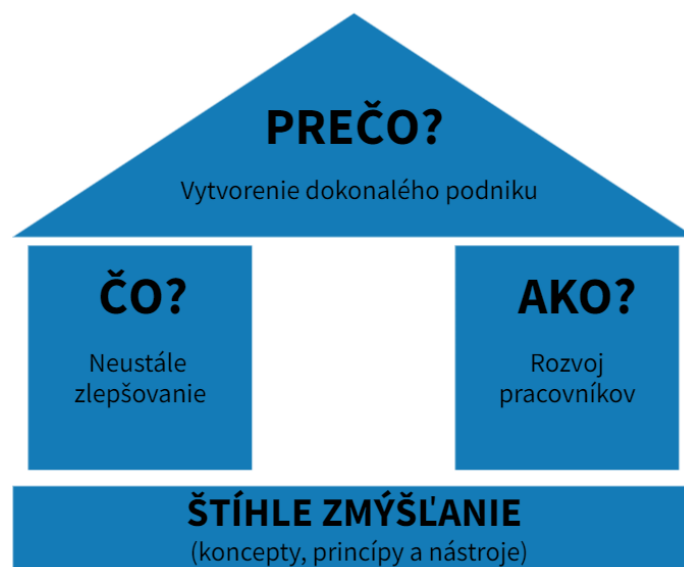 PREČO?
Vytvorenie dokonalého podniku
ČO?
Neustále
zlepšovanie
AKO?
Rozvoj
pracovníkov
ŠTÍHLE ZMÝŠĽANIE
(koncepty, princípy a nástroje)